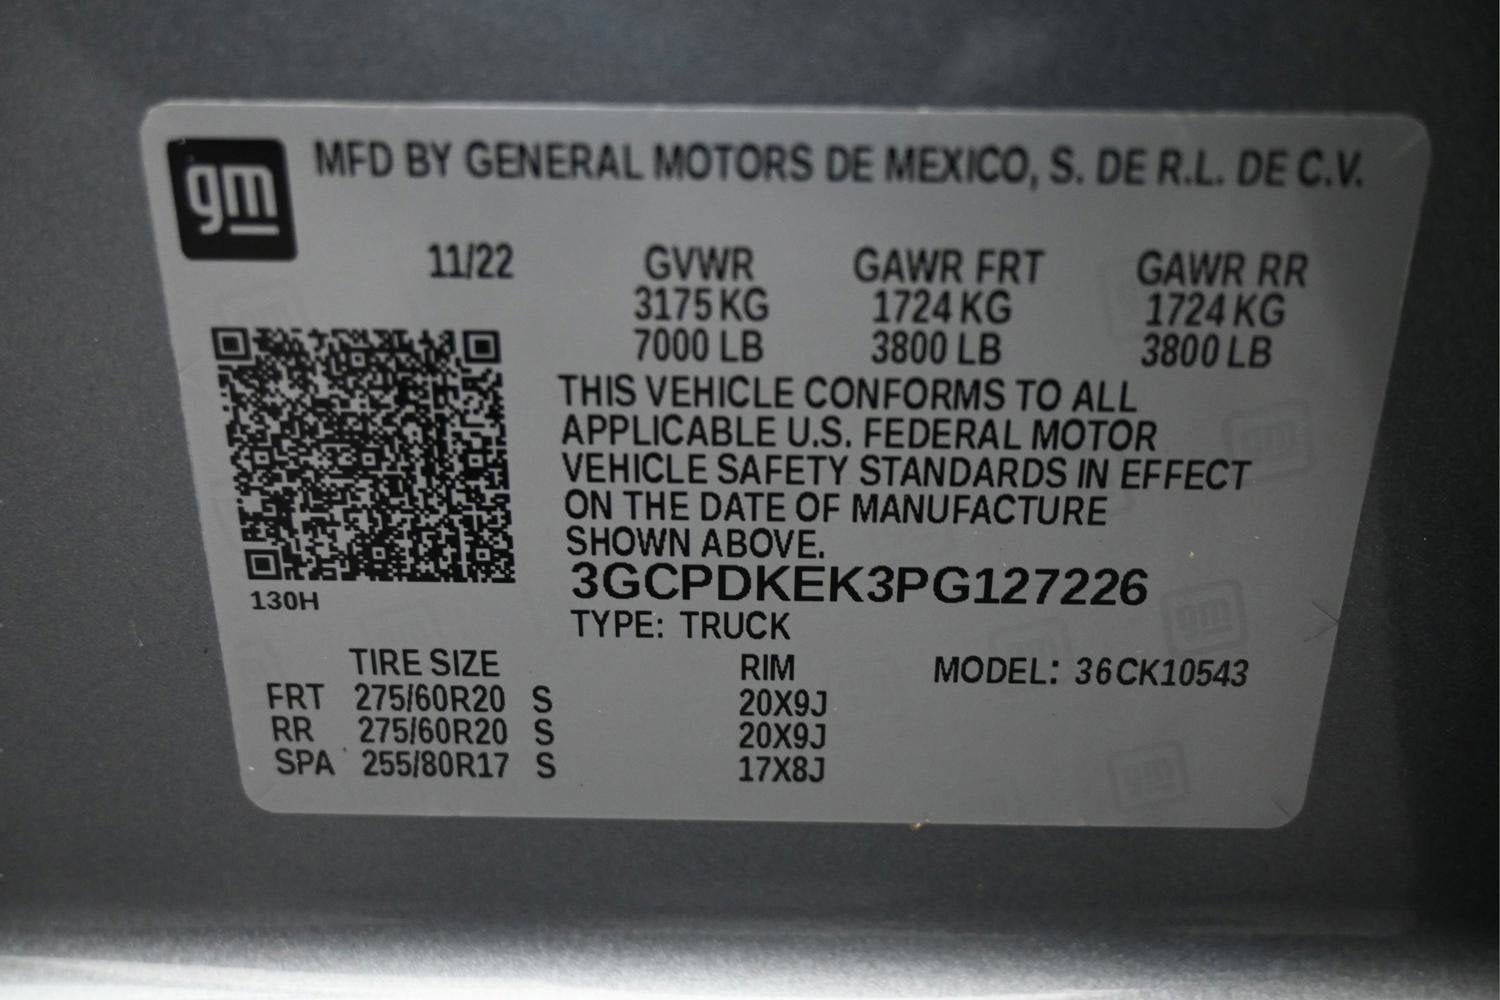 gm
MFD BY GENERAL MOTORS DE MEXICO, S. DE R.L. DE C.V.
11/22 GVWR GAWR FRT GAWR RR
3175 KG 1724 KG 1724 KG
7000 LB 3800 LB 3800 LB
THIS VEHICLE CONFORMS TO ALL
APPLICABLE U.S. FEDERAL MOTOR
VEHICLE SAFETY STANDARDS IN EFFECT
ON THE DATE OF MANUFACTURE
SHOWN ABOVE.
3GCPDKEK3PG127226
130H
TYPE: TRUCK
TIRE SIZE RIM MODEL: 36CK10543
FRT 275/60R20 S 20X9J
RR 275/60R20 S 20X9J
SPA 255/80R17 S 17X8J